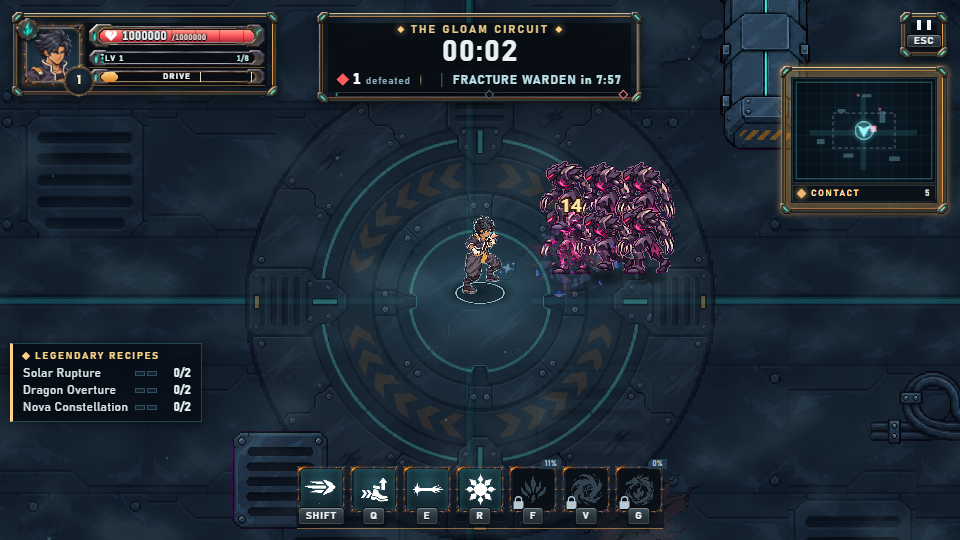 1000000 /1000000
LV 1 1/8
1 DRIVE
THE GLOAM CIRCUIT
00:02
1 defeated FRACTURE WARDEN in 7:57
ESC
CONTACT 5
14
LEGENDARY RECIPES
Solar Rupture 0/2
Dragon Overture 0/2
Nova Constellation 0/2
11% 0%
SHIFT Q E R F V G